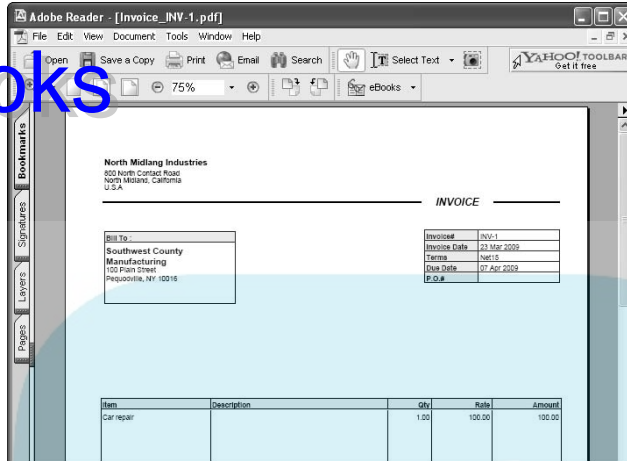 Adobe Reader - [Invoice_INV-1.pdf]
File Edit View Document Tools Window Help
Open Save a Copy Print Email Search Select Text YAHOO! TOOLBAR
Get it free
oks
75% eBooks
Bookmarks
Signatures
Layers
Pages
North Midlang Industries
800 North Contact Road
North Midland, California
U.S.A
INVOICE
Bill To :
Southwest County
Manufacturing
100 Plain Street
Pequodville, NY 10016
Invoice# INV-1
Invoice Date 23 Mar 2009
Terms Net15
Due Date 07 Apr 2009
P.O.#
Item Description Qty Rate Amount
Car repair 1.00 100.00 100.00